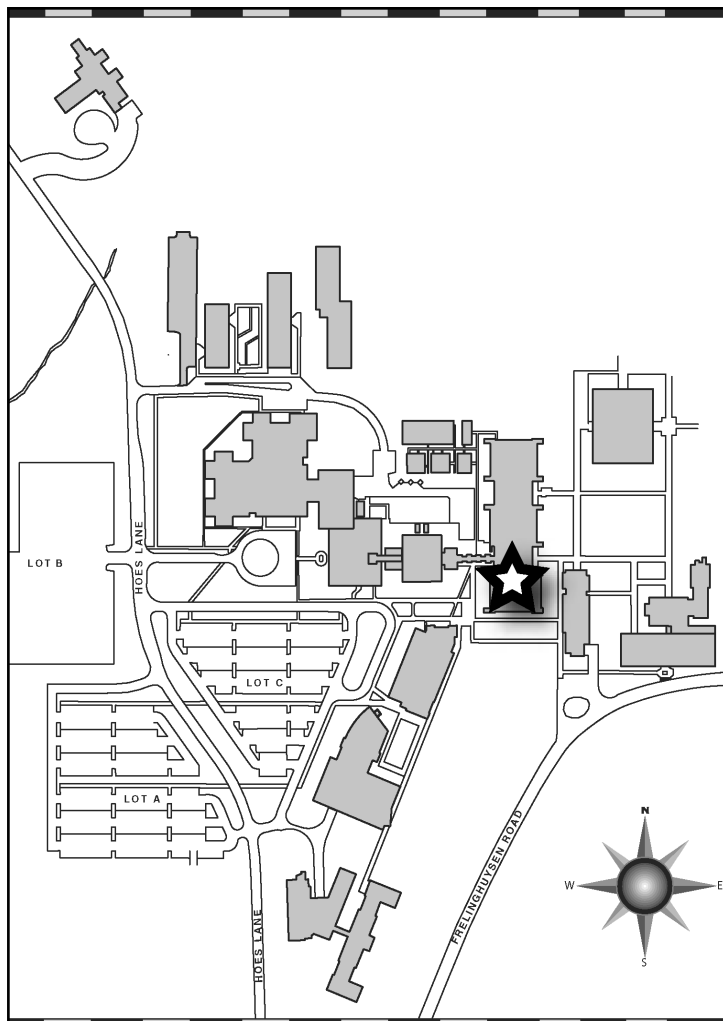 HOES LANE
LOT B
LOT C
LOT A
HOES LANE
FRELINGHUYSEN ROAD
N
W
E
S